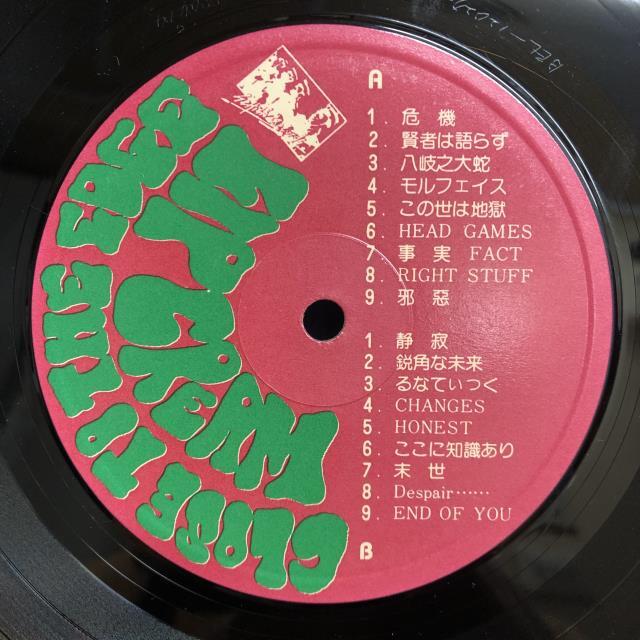 CLOSE TO THE EDGE
A
1. 危機
2. 賢者は語らず
3. 八岐之大蛇
4. モルフェイス
5. この世は地獄
6. HEAD GAMES
7. 事実 FACT
8. RIGHT STUFF
9. 邪惡
1. 静寂
2. 鋭角な未来
3. るなてぃっく
4. CHANGES
5. HONEST
6. ここに知識あり
7. 末世
8. Despair……
9. END OF YOU
B